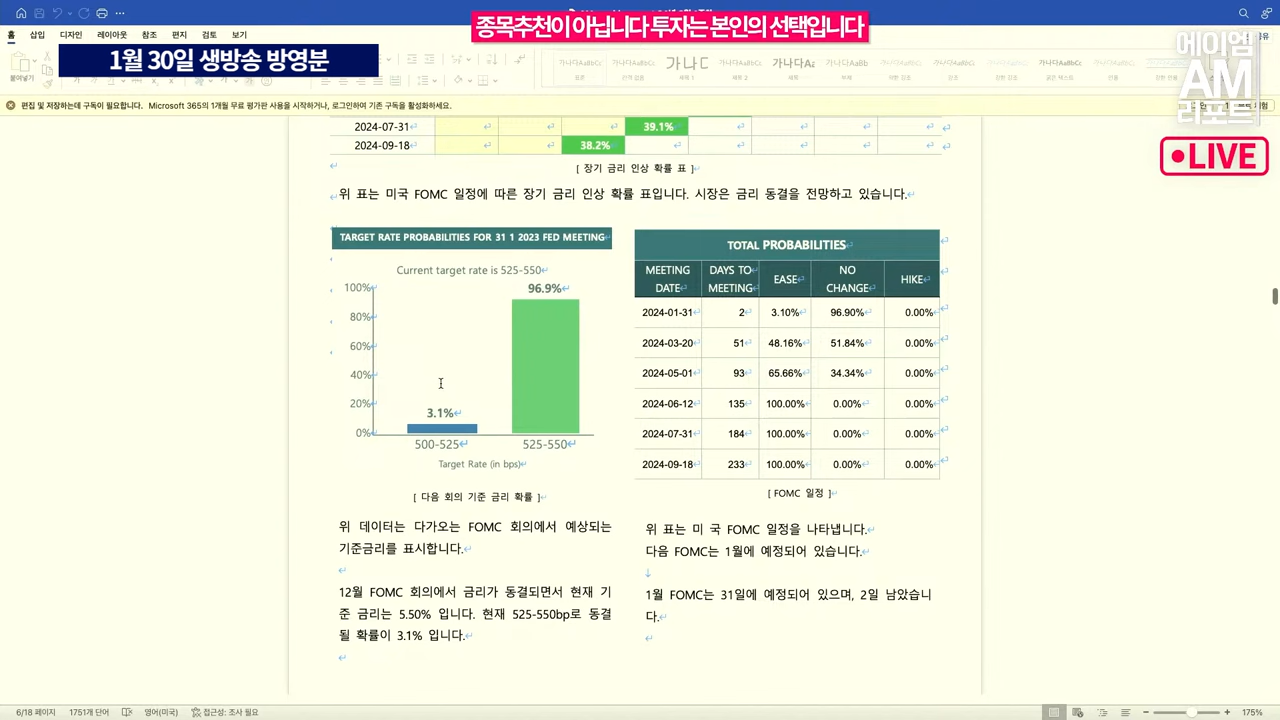 종목추천이 아닙니다 투자는 본인의 선택입니다
홈 삽입 디자인 레이아웃 참조 편지 검토 보기
1월 30일 생방송 방영분
에이엄
AM
리포트
LIVE
편집 및 저장하는데 구독이 필요합니다. Microsoft 365의 1개월 무료 평가판 사용을 시작하거나, 로그인하여 기존 구독을 활성화하세요.
2024-07-31 39.1%
2024-09-18 38.2%
[ 장기 금리 인상 확률 표 ]
위 표는 미국 FOMC 일정에 따른 장기 금리 인상 확률 표입니다. 시장은 금리 동결을 전망하고 있습니다.
TARGET RATE PROBABILITIES FOR 31 1 2023 FED MEETING
Current target rate is 525-550
100%
80%
60%
40%
20%
0%
96.9%
3.1%
500-525 525-550
Target Rate (in bps)
[ 다음 회의 기준 금리 확률 ]
위 데이터는 다가오는 FOMC 회의에서 예상되는
기준금리를 표시합니다.
12월 FOMC 회의에서 금리가 동결되면서 현재 기
준 금리는 5.50% 입니다. 현재 525-550bp로 동결
될 확률이 3.1% 입니다.
TOTAL PROBABILITIES
MEETING DATE DAYS TO MEETING EASE NO CHANGE HIKE
2024-01-31 2 3.10% 96.90% 0.00%
2024-03-20 51 48.16% 51.84% 0.00%
2024-05-01 93 65.66% 34.34% 0.00%
2024-06-12 135 100.00% 0.00% 0.00%
2024-07-31 184 100.00% 0.00% 0.00%
2024-09-18 233 100.00% 0.00% 0.00%
[ FOMC 일정 ]
위 표는 미 국 FOMC 일정을 나타냅니다.
다음 FOMC는 1월에 예정되어 있습니다.
1월 FOMC는 31일에 예정되어 있으며, 2일 남았습니
다.
6/18 페이지 1751개 단어 영어(미국) 접근성: 조사 필요 175%